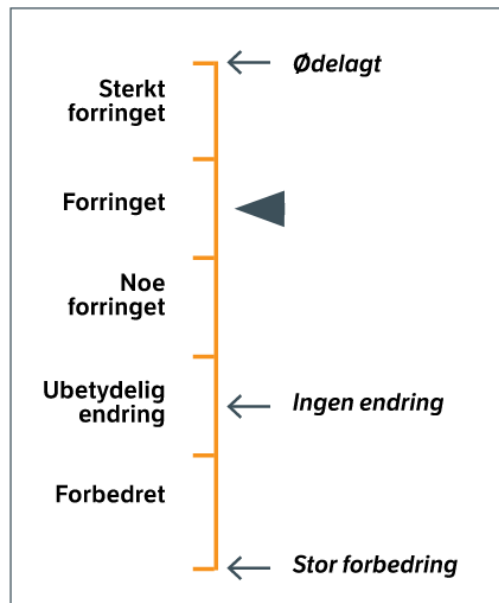 Ødelagt
Sterkt
forringet
Forringet
Noe
forringet
Ubetydelig
endring
Ingen endring
Forbedret
Stor forbedring